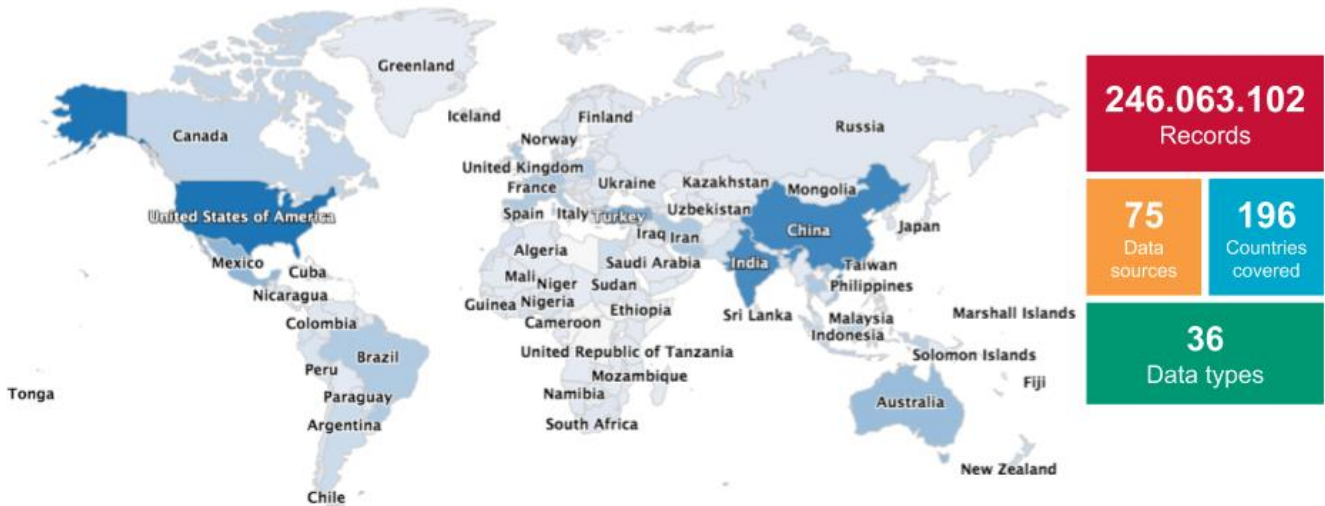 Greenland
Iceland
Finland
Norway
Russia
Canada
United Kingdom
France
Ukraine
Kazakhstan
Mongolia
Spain
Italy
Turkey
Uzbekistan
United States of America
China
Japan
Iraq
Iran
Algeria
Mexico
Cuba
Saudi Arabia
India
Taiwan
Mali
Niger
Sudan
Philippines
Nicaragua
Guinea
Nigeria
Ethiopia
Sri Lanka
Malaysia
Marshall Islands
Colombia
Cameroon
Indonesia
Brazil
United Republic of Tanzania
Solomon Islands
Peru
Mozambique
Fiji
Tonga
Paraguay
Namibia
Australia
Argentina
South Africa
New Zealand
Chile
246.063.102
Records
75
Data
sources
196
Countries
covered
36
Data types